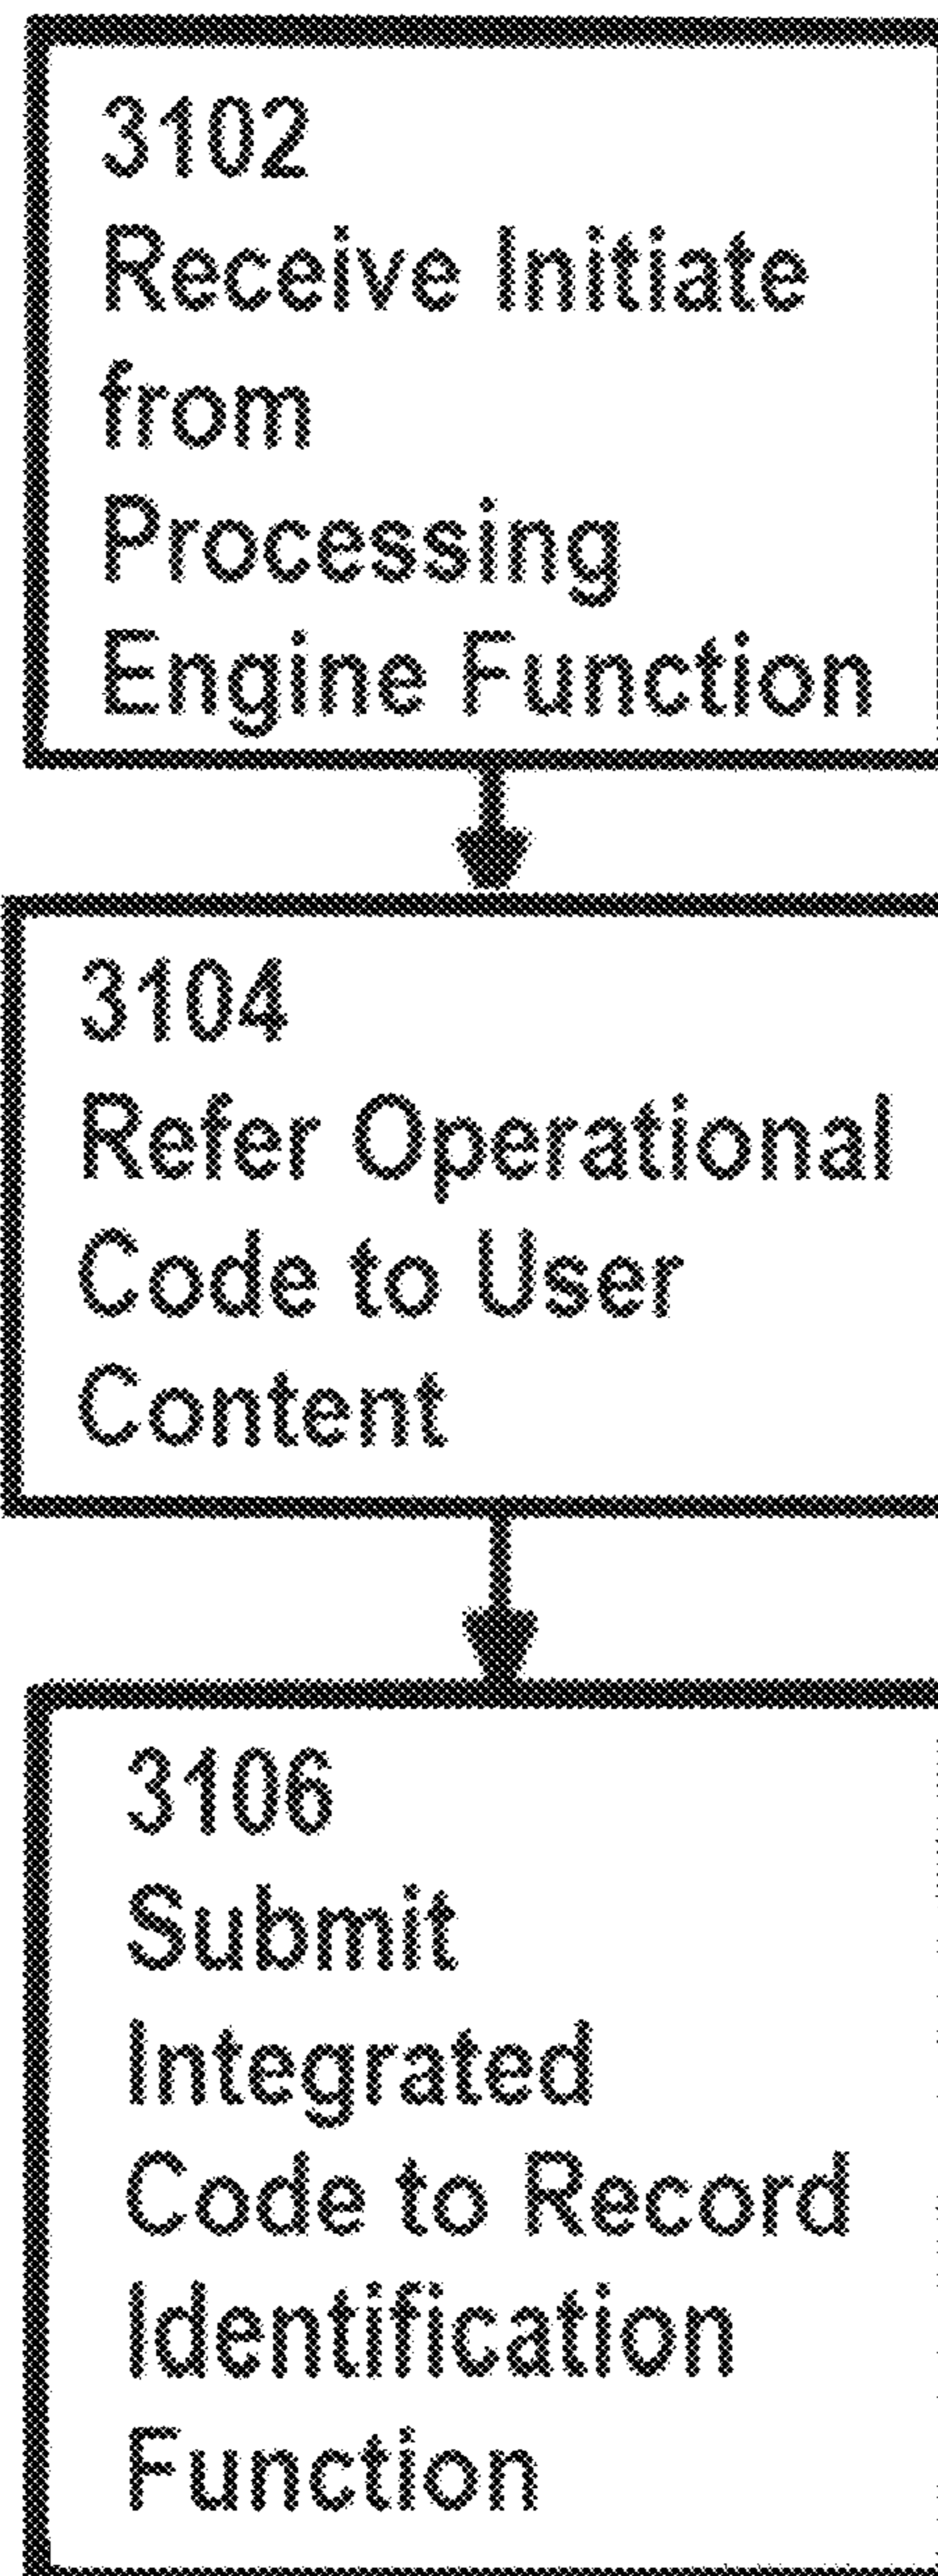 3102
Receive Initiate
from
Processing
Engine Function
3104
Refer Operational
Code to User
Content
3106
Submit
Integrated
Code to Record
Identification
Function